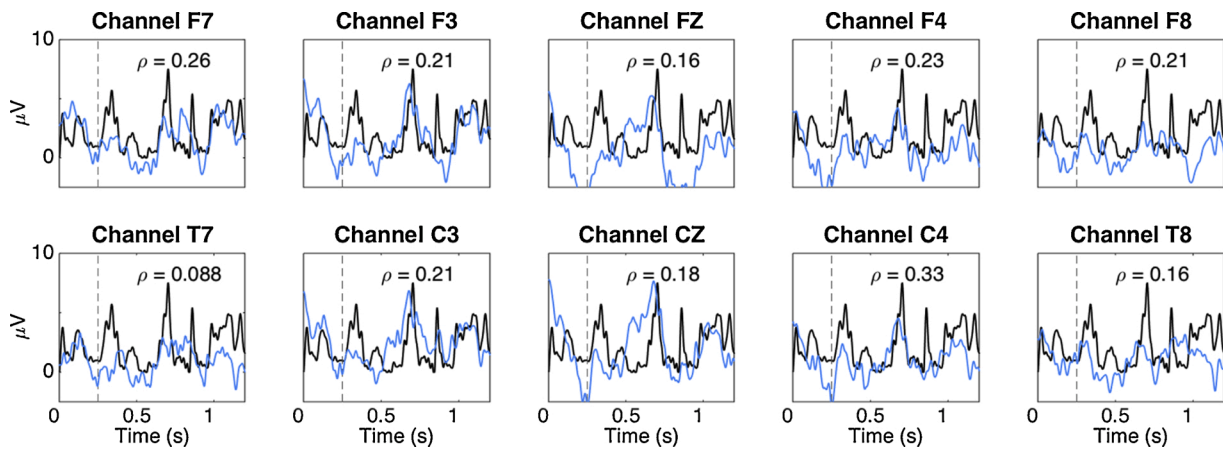 Channel F7 Channel F3 Channel FZ Channel F4 Channel F8
10
ρ = 0.26 ρ = 0.21 ρ = 0.16 ρ = 0.23 ρ = 0.21
μV
0
Channel T7 Channel C3 Channel CZ Channel C4 Channel T8
10
ρ = 0.088 ρ = 0.21 ρ = 0.18 ρ = 0.33 ρ = 0.16
μV
0
0 0.5 1 0 0.5 1 0 0.5 1 0 0.5 1 0 0.5 1
Time (s) Time (s) Time (s) Time (s) Time (s)